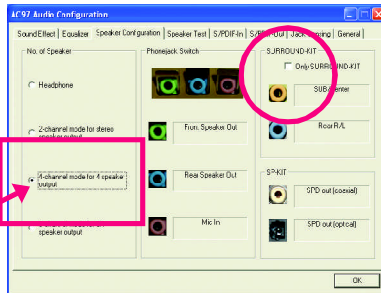 AC97 Audio Configuration
Sound Effect | Equalizer | Speaker Configuration | Speaker Test | S/PDIF-In | S/PDIF-Out | Jack Sensing | General
No. of Speaker
Headphone
2-channel mode for stereo
speaker output
4-channel mode for 4 speaker
output
speaker output
Phonejack Switch
Front Speaker Out
Rear Speaker Out
Mic In
SURROUND-KIT
Only SURROUND-KIT
SUB/Center
Rear R/L
SP-KIT
SPD out (coaxial)
SPD out (optical)
OK